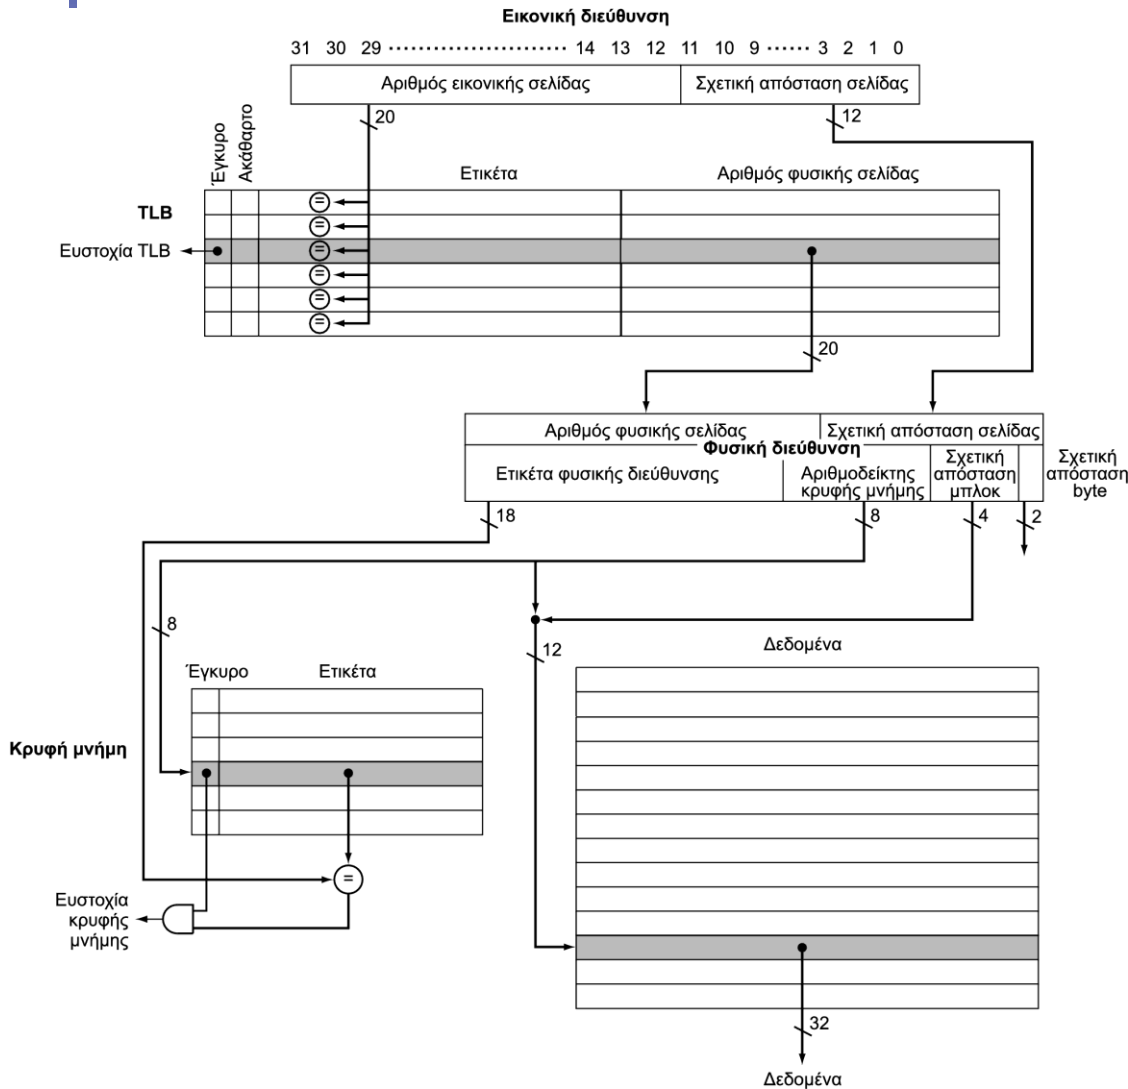 Εικονική διεύθυνση
31 30 29 ······················ 14 13 12 11 10 9 ······ 3 2 1 0
Αριθμός εικονικής σελίδας
Σχετική απόσταση σελίδας
20
12
Έγκυρο
Ακάθαρτο
Ετικέτα
Αριθμός φυσικής σελίδας
TLB
Ευστοχία TLB
=
=
=
=
=
=
20
Αριθμός φυσικής σελίδας
Σχετική απόσταση σελίδας
Φυσική διεύθυνση
Ετικέτα φυσικής διεύθυνσης
Αριθμοδείκτης
κρυφής μνήμης
Σχετική
απόσταση
μπλοκ
Σχετική
απόσταση
byte
18
8
4
2
8
12
Δεδομένα
Έγκυρο
Ετικέτα
Κρυφή μνήμη
=
Ευστοχία
κρυφής
μνήμης
32
Δεδομένα